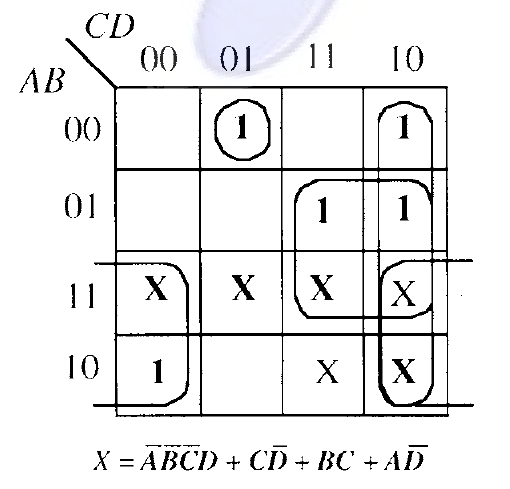 CD
AB 00 01 11 10
00 1 1
01 1 1
11 X X X X
10 1 X X
X = A̅B̅C̅D + CD̅ + BC + AD̅